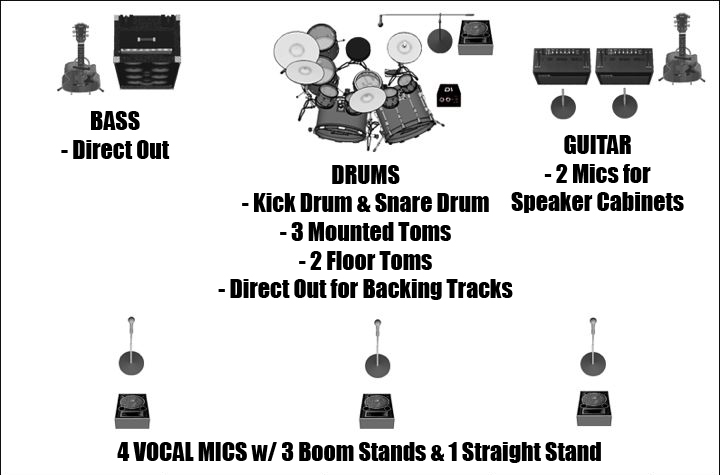 BASS
- Direct Out
DI
DRUMS
- Kick Drum & Snare Drum
- 3 Mounted Toms
- 2 Floor Toms
- Direct Out for Backing Tracks
GUITAR
- 2 Mics for
Speaker Cabinets
4 VOCAL MICS w/ 3 Boom Stands & 1 Straight Stand